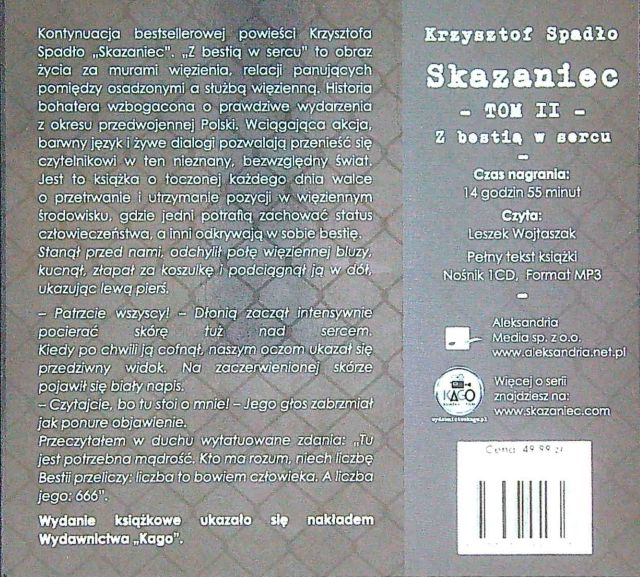 Kontynuacja bestsellerowej powieści Krzysztofa
Spadło „Skazaniec". „Z bestią w sercu" to obraz
życia za murami więzienia, relacji panujących
pomiędzy osadzonymi a służbą więzienną. Historia
bohatera wzbogacona o prawdziwe wydarzenia
z okresu przedwojennej Polski. Wciągająca akcja,
barwny język i żywe dialogi pozwalają przenieść się
czytelnikowi w ten nieznany, bezwzględny świat.
Jest to książka o toczonej każdego dnia walce
o przetrwanie i utrzymanie pozycji w więziennym
środowisku, gdzie jedni potrafią zachować status
człowieczeństwa, a inni odkrywają w sobie bestię.
Stanął przed nami, odchylił połę więziennej bluzy,
kucnął, złapał za koszulkę i podciągnął ją w dół,
ukazując lewą pierś.
– Patrzcie wszyscy! – Dłonią zaczął intensywnie
pocierać skórę tuż nad sercem.
Kiedy po chwili ją cofnął, naszym oczom ukazał się
przedziwny widok. Na zaczerwienionej skórze
pojawił się biały napis.
– Czytajcie, bo tu stoi o mnie! – Jego głos zabrzmiał
jak ponure objawienie.
Przeczytałem w duchu wytatuowane zdania: „Tu
jest potrzebna mądrość. Kto ma rozum, niech liczbę
Bestii przeliczy: liczba to bowiem człowieka. A liczba
jego: 666".
Wydanie książkowe ukazało się nakładem
Wydawnictwa „Kago".
Krzysztof Spadło
Skazaniec
– TOM II –
Z bestią w sercu
–
Czas nagrania:
14 godzin 55 minut
Czyta:
Leszek Wojtaszak
Pełny tekst książki
Nośnik 1CD, Format MP3
–
Aleksandria
Media sp. z o.o.
www.aleksandria.net.pl
KAGO
Więcej o serii
znajdziesz na:
www.skazaniec.com
Cena 49.99 zł